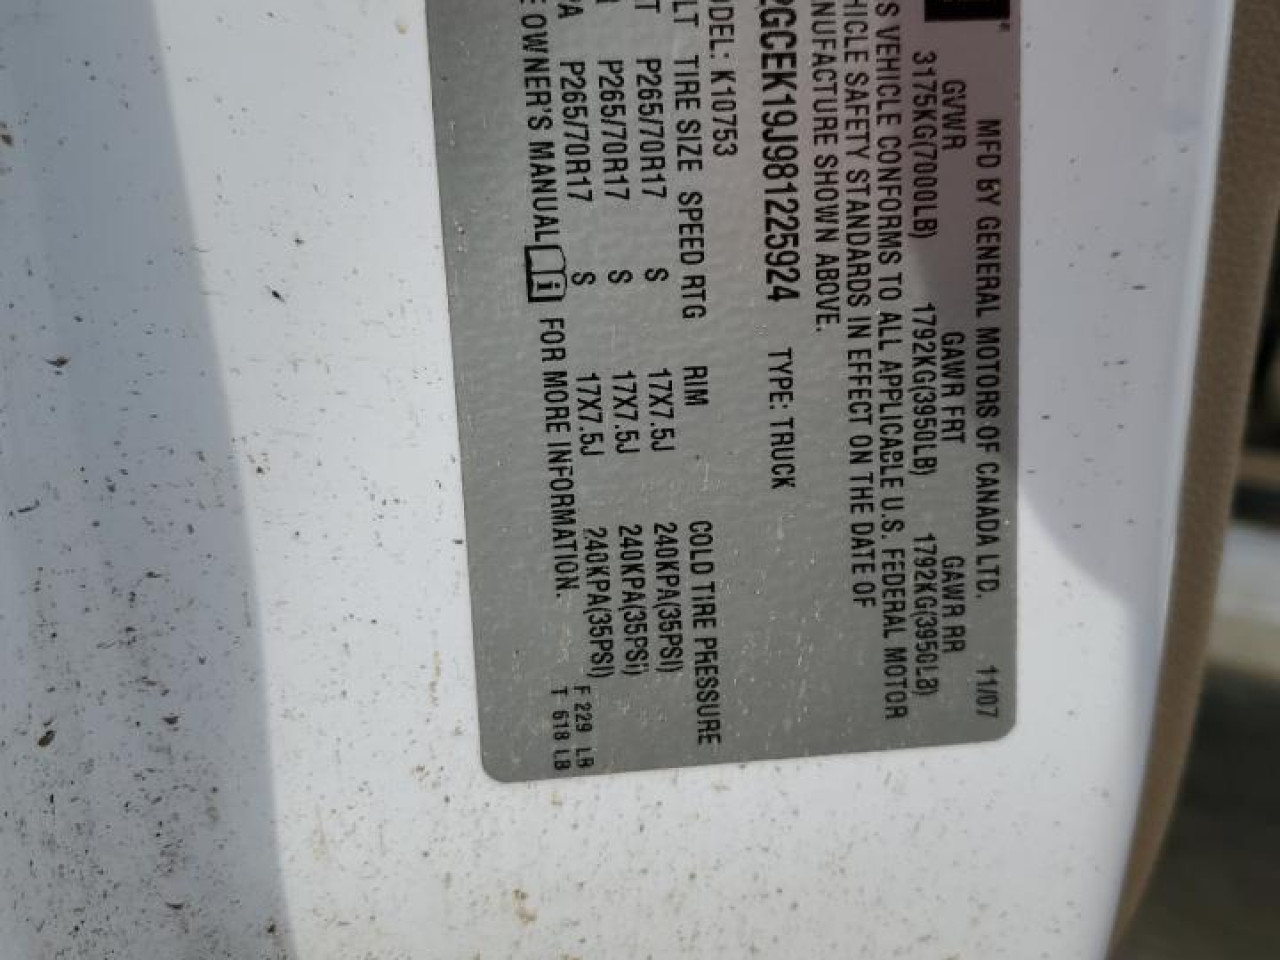 MFD BY GENERAL MOTORS OF CANADA LTD. 11/07
GVWR GAWR FRT GAWR RR
3175KG(7000LB) 1792KG(3950LB) 1792KG(3950LB)
S VEHICLE CONFORMS TO ALL APPLICABLE U.S. FEDERAL MOTOR
HICLE SAFETY STANDARDS IN EFFECT ON THE DATE OF
NUFACTURE SHOWN ABOVE.
2GCEK19J981225924 TYPE: TRUCK
ODEL: K10753
LT TIRE SIZE SPEED RTG RIM COLD TIRE PRESSURE
T P265/70R17 S 17X7.5J 240KPA(35PSI)
P265/70R17 S 17X7.5J 240KPA(35PSI)
A P265/70R17 S 17X7.5J 240KPA(35PSI)
E OWNER'S MANUAL i FOR MORE INFORMATION.
F 229 LB
T 618 LB